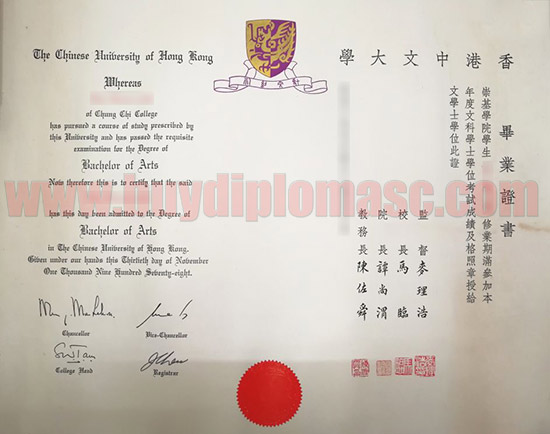 The Chinese University of Hong Kong
Whereas
of Chung Chi College
has pursued a course of study prescribed by
this University and has passed the requisite
examination for the Degree of
Bachelor of Arts
Now therefore this is to certify that the said
has this day been admitted to the Degree of
Bachelor of Arts
in The Chinese University of Hong Kong.
Given under our hands this Thirtieth day of November
One Thousand Nine Hundred Seventy-eight.
Chancellor
Vice-Chancellor
College Head
Registrar
學大文中港香
畢業證書
崇基學院學生
修業期滿參加本
年度文科學士學位考試成績及格照章授給
文學士學位此證
監督麥理浩
校長馬臨
院長譚尚渭
教務長陳佐舜